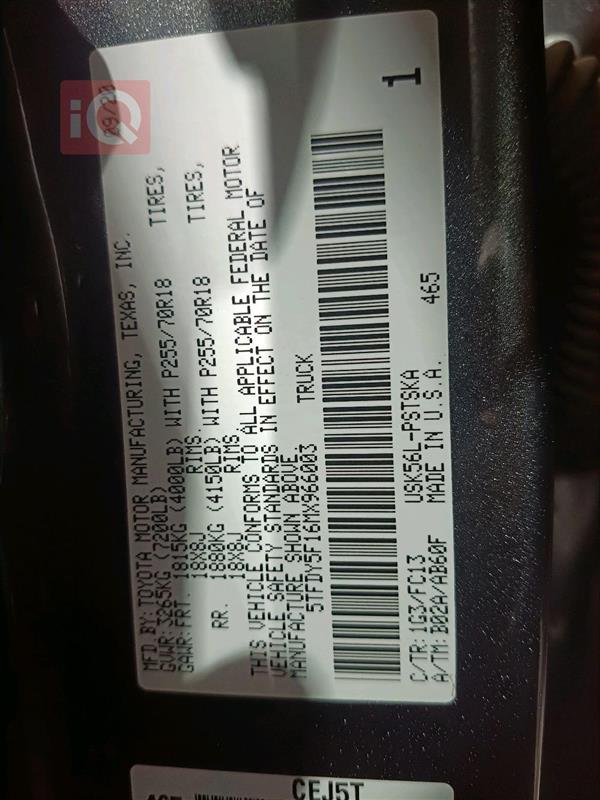 iQ
MFD BY: TOYOTA MOTOR MANUFACTURING, TEXAS, INC. 09/20
GVWR: 3265KG (7200LB)
GAWR: FRT. 1815KG (4000LB) WITH P255/70R18 TIRES,
18X8J RIMS.
RR. 1880KG (4150LB) WITH P255/70R18 TIRES,
18X8J RIMS.
THIS VEHICLE CONFORMS TO ALL APPLICABLE FEDERAL MOTOR
VEHICLE SAFETY STANDARDS IN EFFECT ON THE DATE OF
MANUFACTURE SHOWN ABOVE.
5TFDY5F16MX966003 TRUCK
C/TR: 1G3/FC13 USK56L-PSTSKA 465 1
A/TM: B02A/AB60F MADE IN U.S.A.
CEJ5T